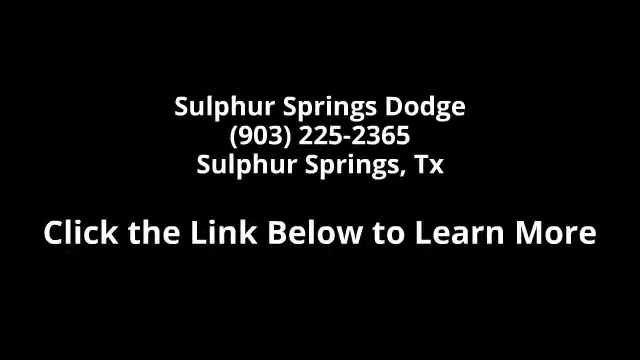 Sulphur Springs Dodge
(903) 225-2365
Sulphur Springs, Tx
Click the Link Below to Learn More